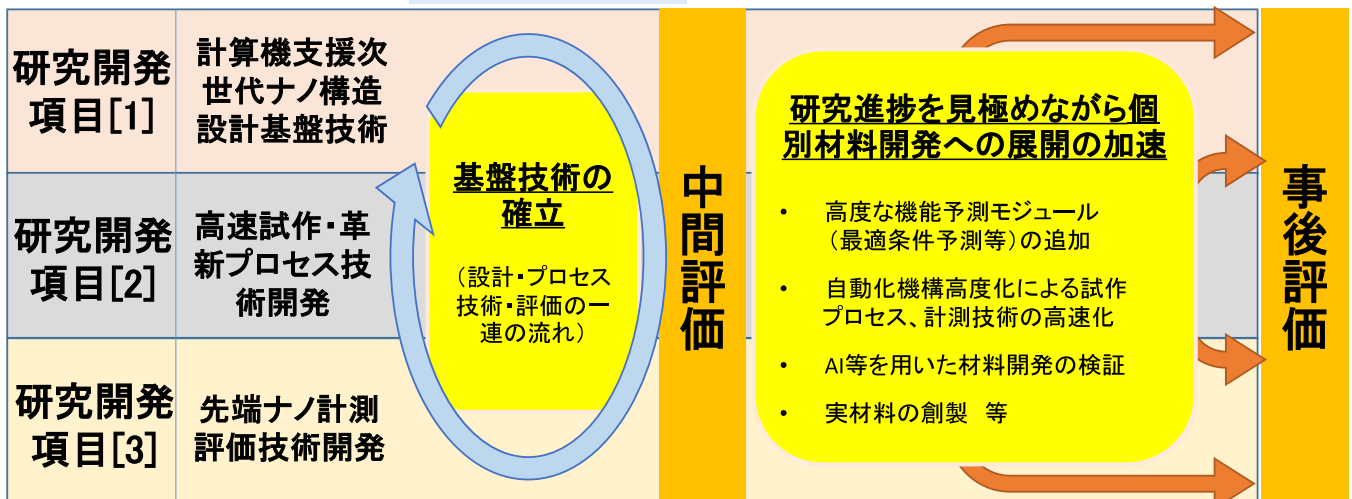 研究開発
項目[1]
計算機支援次
世代ナノ構造
設計基盤技術
研究開発
項目[2]
高速試作・革
新プロセス技
術開発
研究開発
項目[3]
先端ナノ計測
評価技術開発
基盤技術の
確立
（設計・プロセス
技術・評価の一
連の流れ）
中間評価
研究進捗を見極めながら個
別材料開発への展開の加速
• 高度な機能予測モジュール
（最適条件予測等）の追加
• 自動化機構高度化による試作
プロセス、計測技術の高速化
• AI等を用いた材料開発の検証
• 実材料の創製 等
事後評価